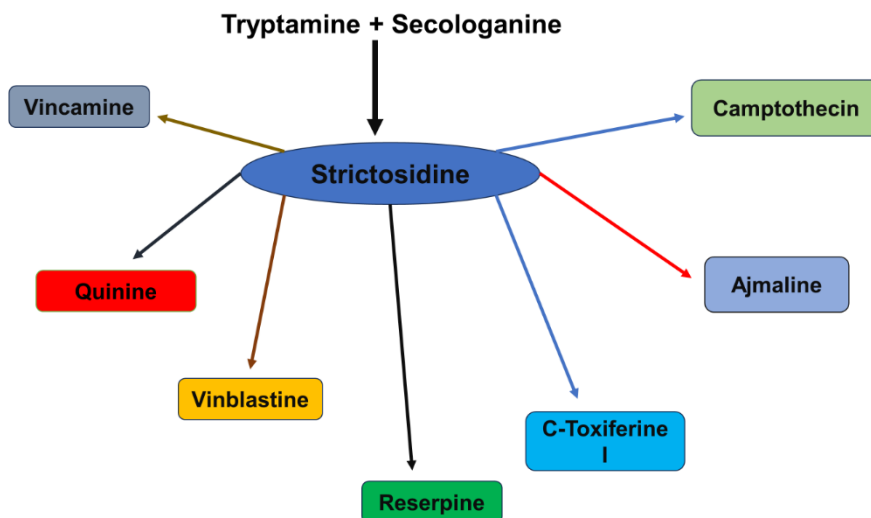 Tryptamine + Secologanine
Vincamine
Camptothecin
Strictosidine
Quinine
Ajmaline
Vinblastine
C-Toxiferine
I
Reserpine